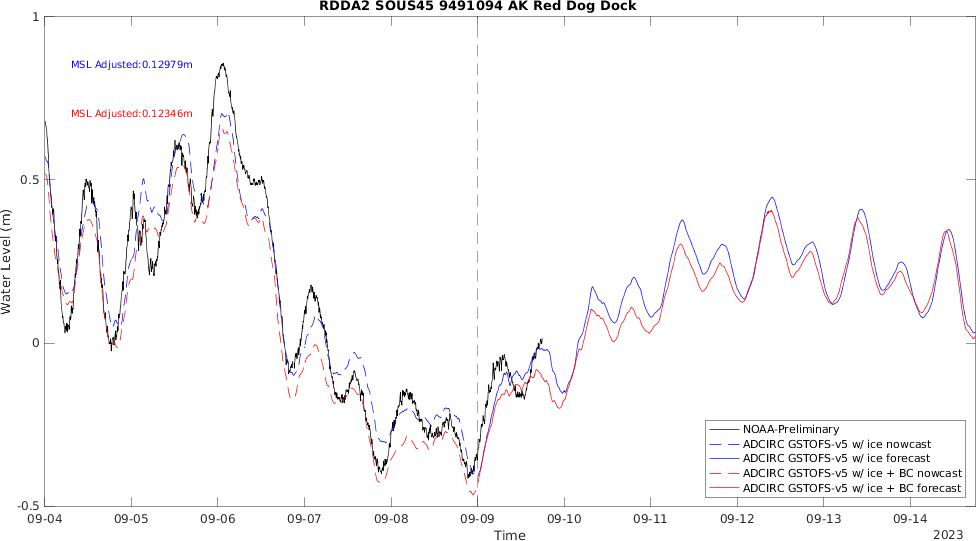 RDDA2 SOUS45 9491094 AK Red Dog Dock
1
0.5
0
-0.5
Water Level (m)
MSL Adjusted:0.12979m
MSL Adjusted:0.12346m
NOAA-Preliminary
ADCIRC GSTOFS-v5 w/ ice nowcast
ADCIRC GSTOFS-v5 w/ ice forecast
ADCIRC GSTOFS-v5 w/ ice + BC nowcast
ADCIRC GSTOFS-v5 w/ ice + BC forecast
09-04 09-05 09-06 09-07 09-08 09-09 09-10 09-11 09-12 09-13 09-14
Time
2023